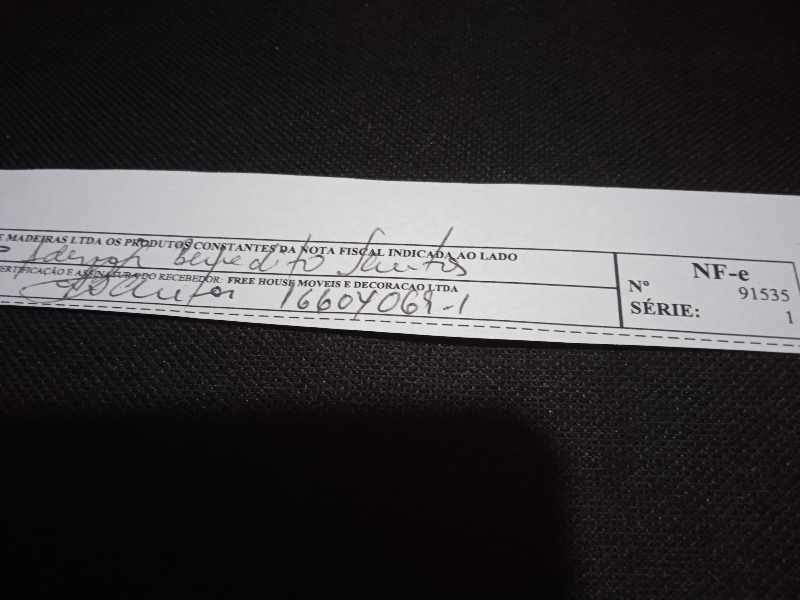 E MADEIRAS LTDA OS PRODUTOS CONSTANTES DA NOTA FISCAL INDICADA AO LADO
Benedito Santos
CERTIFICAÇÃO E ASSINATURA DO RECEBEDOR: FREE HOUSE MOVEIS E DECORACAO LTDA
16604069-1
NF-e
Nº 91535
SÉRIE: 1